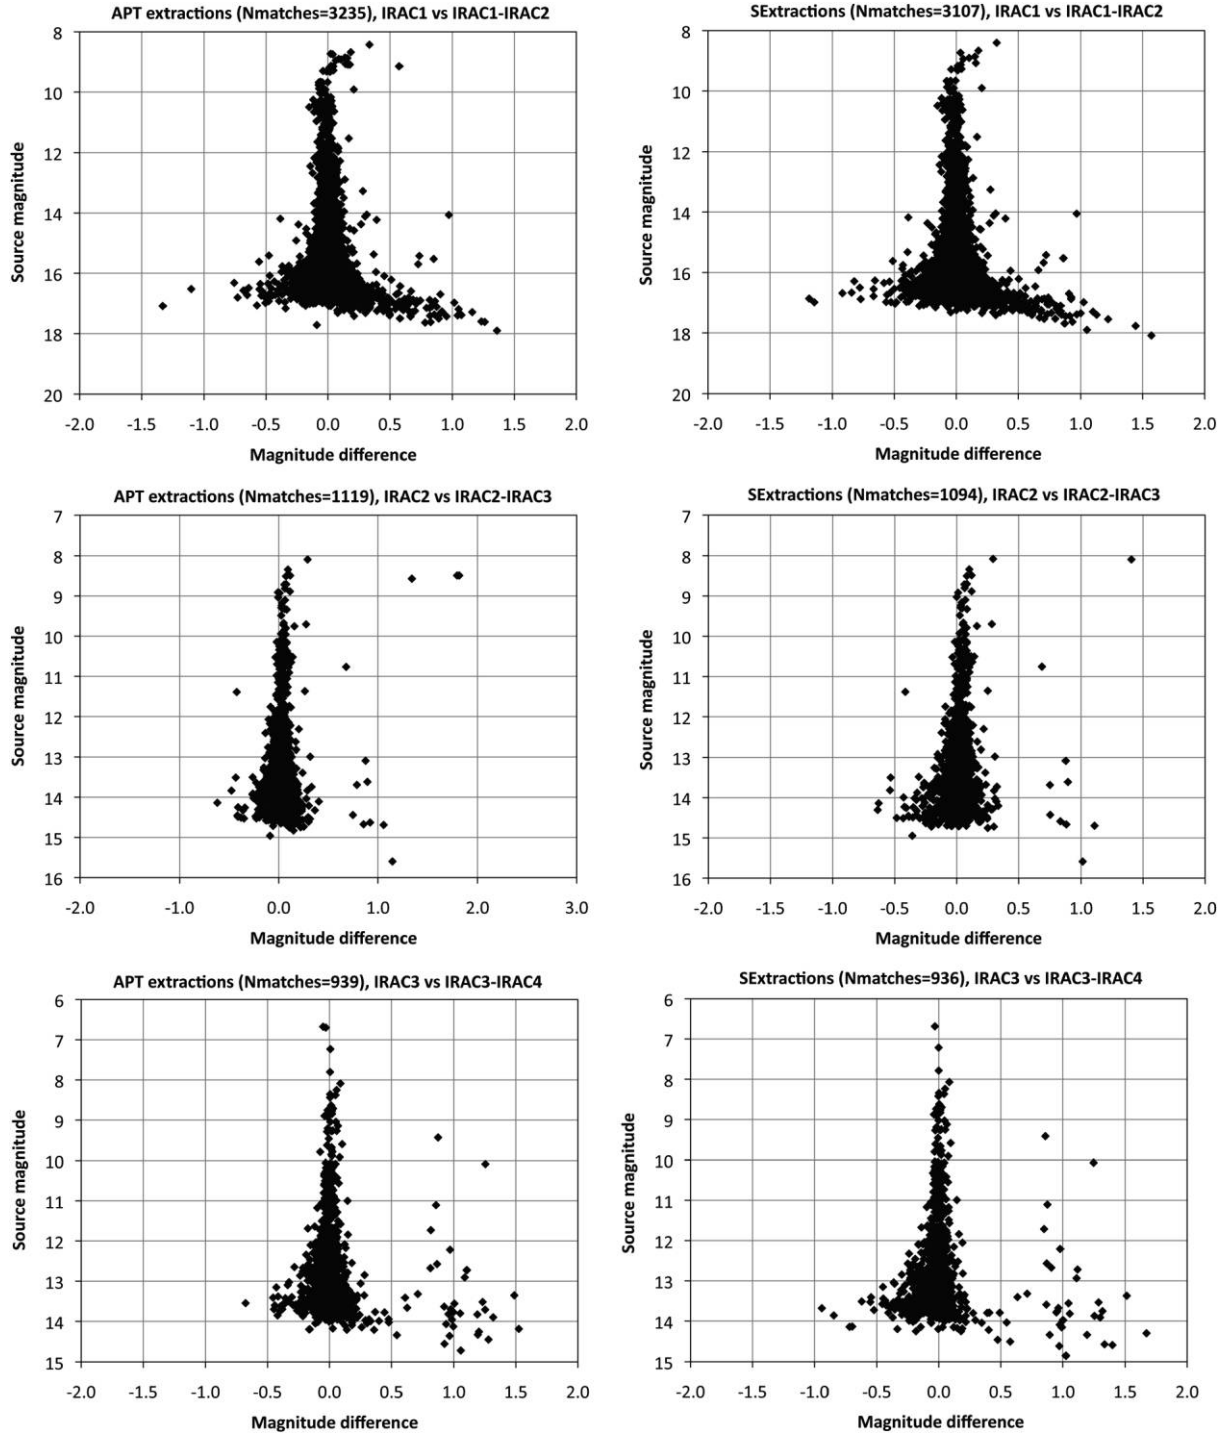 APT extractions (Nmatches=3235), IRAC1 vs IRAC1-IRAC2
8
10
12
14
16
18
20
Source magnitude
-2.0 -1.5 -1.0 -0.5 0.0 0.5 1.0 1.5 2.0
Magnitude difference
SExtractions (Nmatches=3107), IRAC1 vs IRAC1-IRAC2
8
10
12
14
16
18
20
Source magnitude
-2.0 -1.5 -1.0 -0.5 0.0 0.5 1.0 1.5 2.0
Magnitude difference
APT extractions (Nmatches=1119), IRAC2 vs IRAC2-IRAC3
7
8
9
10
11
12
13
14
15
16
Source magnitude
-2.0 -1.0 0.0 1.0 2.0 3.0
Magnitude difference
SExtractions (Nmatches=1094), IRAC2 vs IRAC2-IRAC3
7
8
9
10
11
12
13
14
15
16
Source magnitude
-2.0 -1.5 -1.0 -0.5 0.0 0.5 1.0 1.5 2.0
Magnitude difference
APT extractions (Nmatches=939), IRAC3 vs IRAC3-IRAC4
6
7
8
9
10
11
12
13
14
15
Source magnitude
-2.0 -1.5 -1.0 -0.5 0.0 0.5 1.0 1.5 2.0
Magnitude difference
SExtractions (Nmatches=936), IRAC3 vs IRAC3-IRAC4
6
7
8
9
10
11
12
13
14
15
Source magnitude
-2.0 -1.5 -1.0 -0.5 0.0 0.5 1.0 1.5 2.0
Magnitude difference